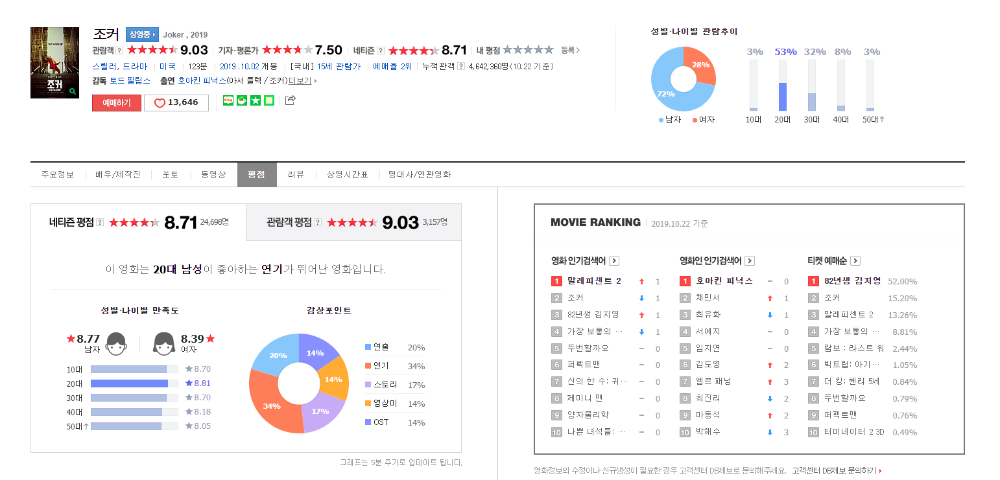 조커 상영중 Joker , 2019
관람객 ? 9.03 기자·평론가 7.50 네티즌 ? 8.71 내 평점 등록
스릴러, 드라마 미국 123분 2019 .10.02 개봉 [국내] 15세 관람가 예매율 2위 누적관객 ? 4,642,360명(10.22 기준)
감독 토드 필립스 출연 호아킨 피닉스(아서 플렉 / 조커)더보기
예매하기 13,646
조커
성별·나이별 관람추이
28%
72%
남자 여자
3% 53% 32% 8% 3%
10대 20대 30대 40대 50대↑
주요정보 배우/제작진 포토 동영상 평점 리뷰 상영시간표 명대사/연관영화
네티즌 평점 ? 8.71 24,698명 관람객 평점 ? 9.03 3,157명
이 영화는 20대 남성이 좋아하는 연기가 뛰어난 영화입니다.
성별·나이별 만족도
★8.77 남자
8.39★ 여자
10대 ★8.70
20대 ★8.81
30대 ★8.70
40대 ★8.18
50대↑ ★8.05
감상포인트
20% 14%
14%
34% 17%
연출 20%
연기 34%
스토리 17%
영상미 14%
OST 14%
그래프는 5분 주기로 업데이트 됩니다.
MOVIE RANKING 2019.10.22 기준
영화 인기검색어
1 말레피센트 2 1
2 조커 1
3 82년생 김지영 1
4 가장 보통의 … 1
5 두번할까요 0
6 퍼펙트맨 0
7 신의 한 수: 귀… 0
8 제미니 맨 0
9 양자물리학 0
10 나쁜 녀석들: … 0
영화인 인기검색어
1 호아킨 피닉스 0
2 채민서 1
3 최유화 1
4 서예지 0
5 임지연 0
6 김도영 2
7 엘르 패닝 3
8 최진리 2
9 마동석 2
10 박해수 3
티켓 예매순
1 82년생 김지영 52.00%
2 조커 15.20%
3 말레피센트 2 13.26%
4 가장 보통의 … 8.81%
5 람보 : 라스트 워 2.44%
6 빅트립: 아기… 1.05%
7 더 킹: 헨리 5세 0.84%
8 두번할까요 0.79%
9 퍼펙트맨 0.76%
10 터미네이터 2 3D 0.49%
영화정보의 수정이나 신규생성이 필요한 경우 고객센터 DB제보로 문의해주세요. 고객센터 DB제보 문의하기